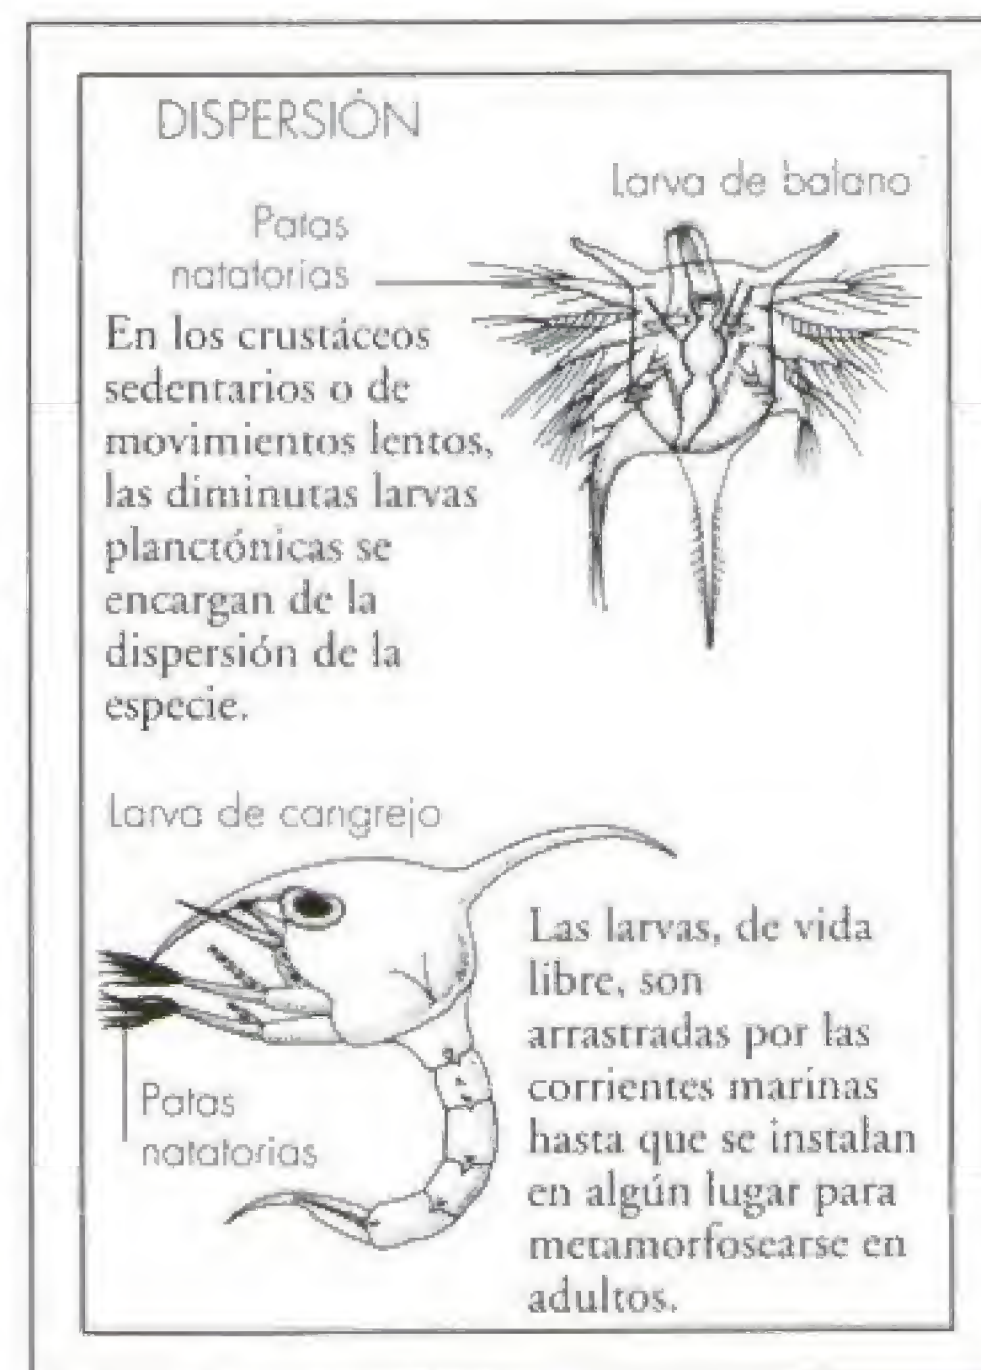 DISPERSIÓN
Larva de balano
Patas
natatorias
En los crustáceos
sedentarios o de
movimientos lentos,
las diminutas larvas
planctónicas se
encargan de la
dispersión de la
especie.
Larva de cangrejo
Las larvas, de vida
libre, son
arrastradas por las
corrientes marinas
hasta que se instalan
en algún lugar para
metamorfosearse en
adultos.
Patas
natatorias